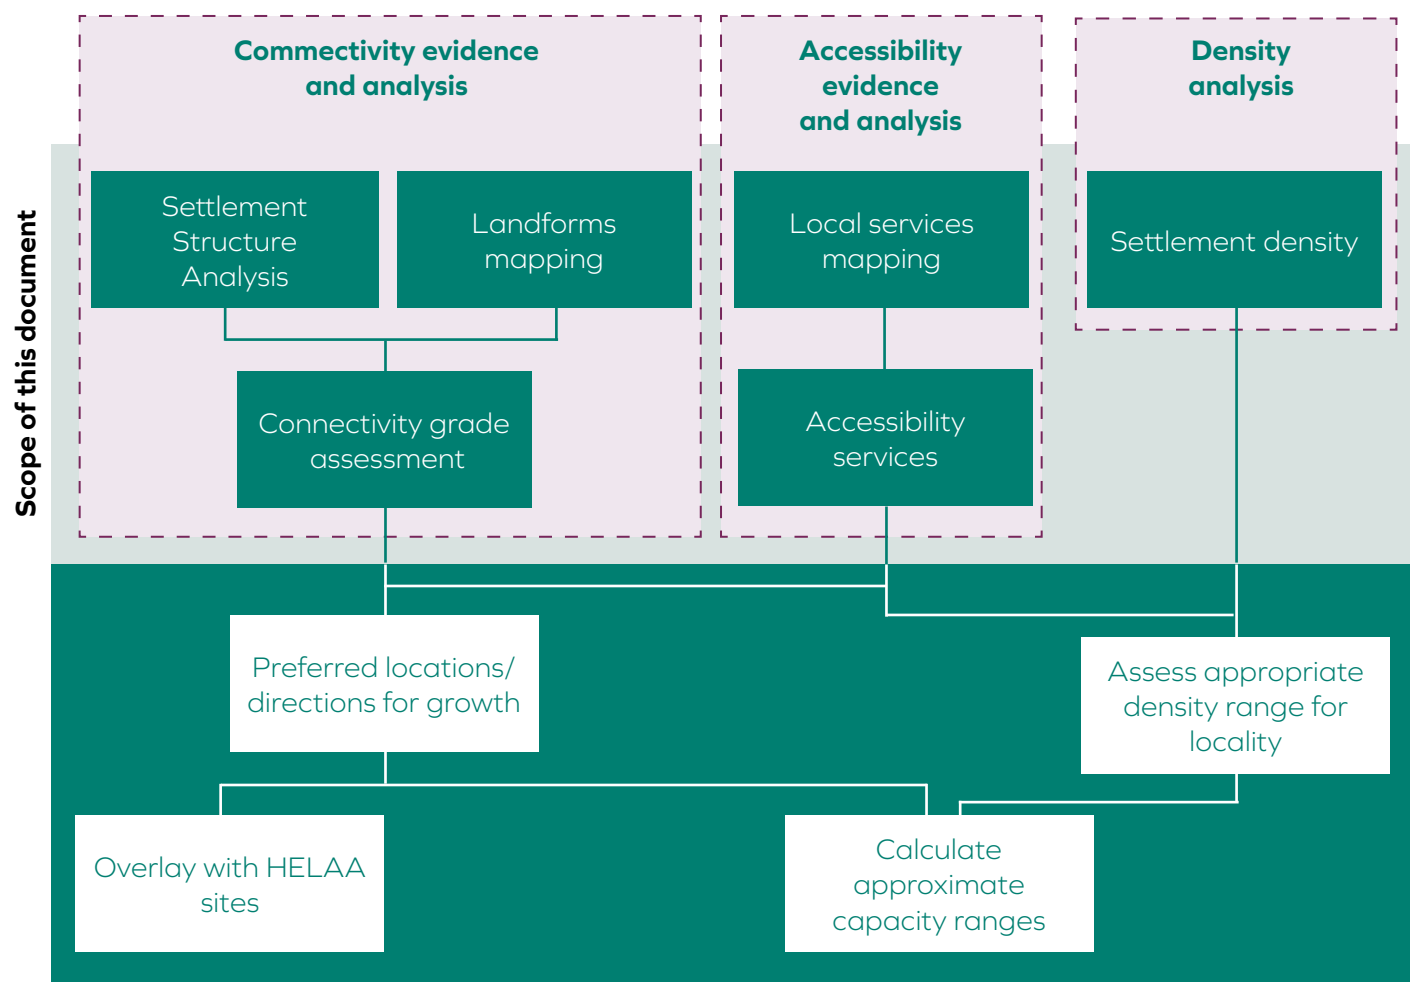 Commectivity evidence
and analysis
Accessibility
evidence
and analysis
Density
analysis
Scope of this document
Settlement
Structure
Analysis
Landforms
mapping
Local services
mapping
Settlement density
Connectivity grade
assessment
Accessibility
services
Preferred locations/
directions for growth
Assess appropriate
density range for
locality
Overlay with HELAA
sites
Calculate
approximate
capacity ranges